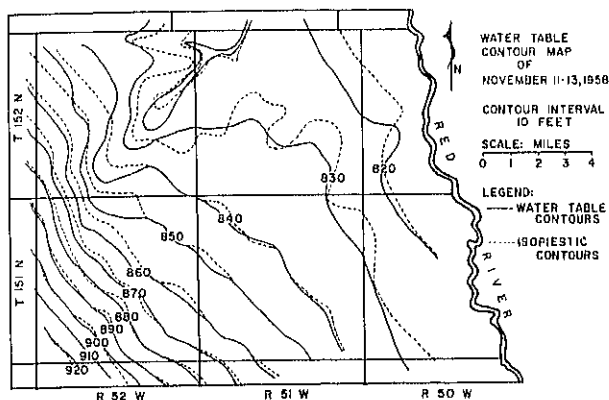 WATER TABLE
CONTOUR MAP
OF
NOVEMBER 11-13, 1958
N
CONTOUR INTERVAL
10 FEET
SCALE: MILES
0 1 2 3 4
LEGEND:
WATER TABLE
CONTOURS
ISOPIESTIC
CONTOURS
T 152 N
T 151 N
RED
RIVER
820
830
840
850
860
870
880
890
900
910
920
R 52 W
R 51 W
R 50 W